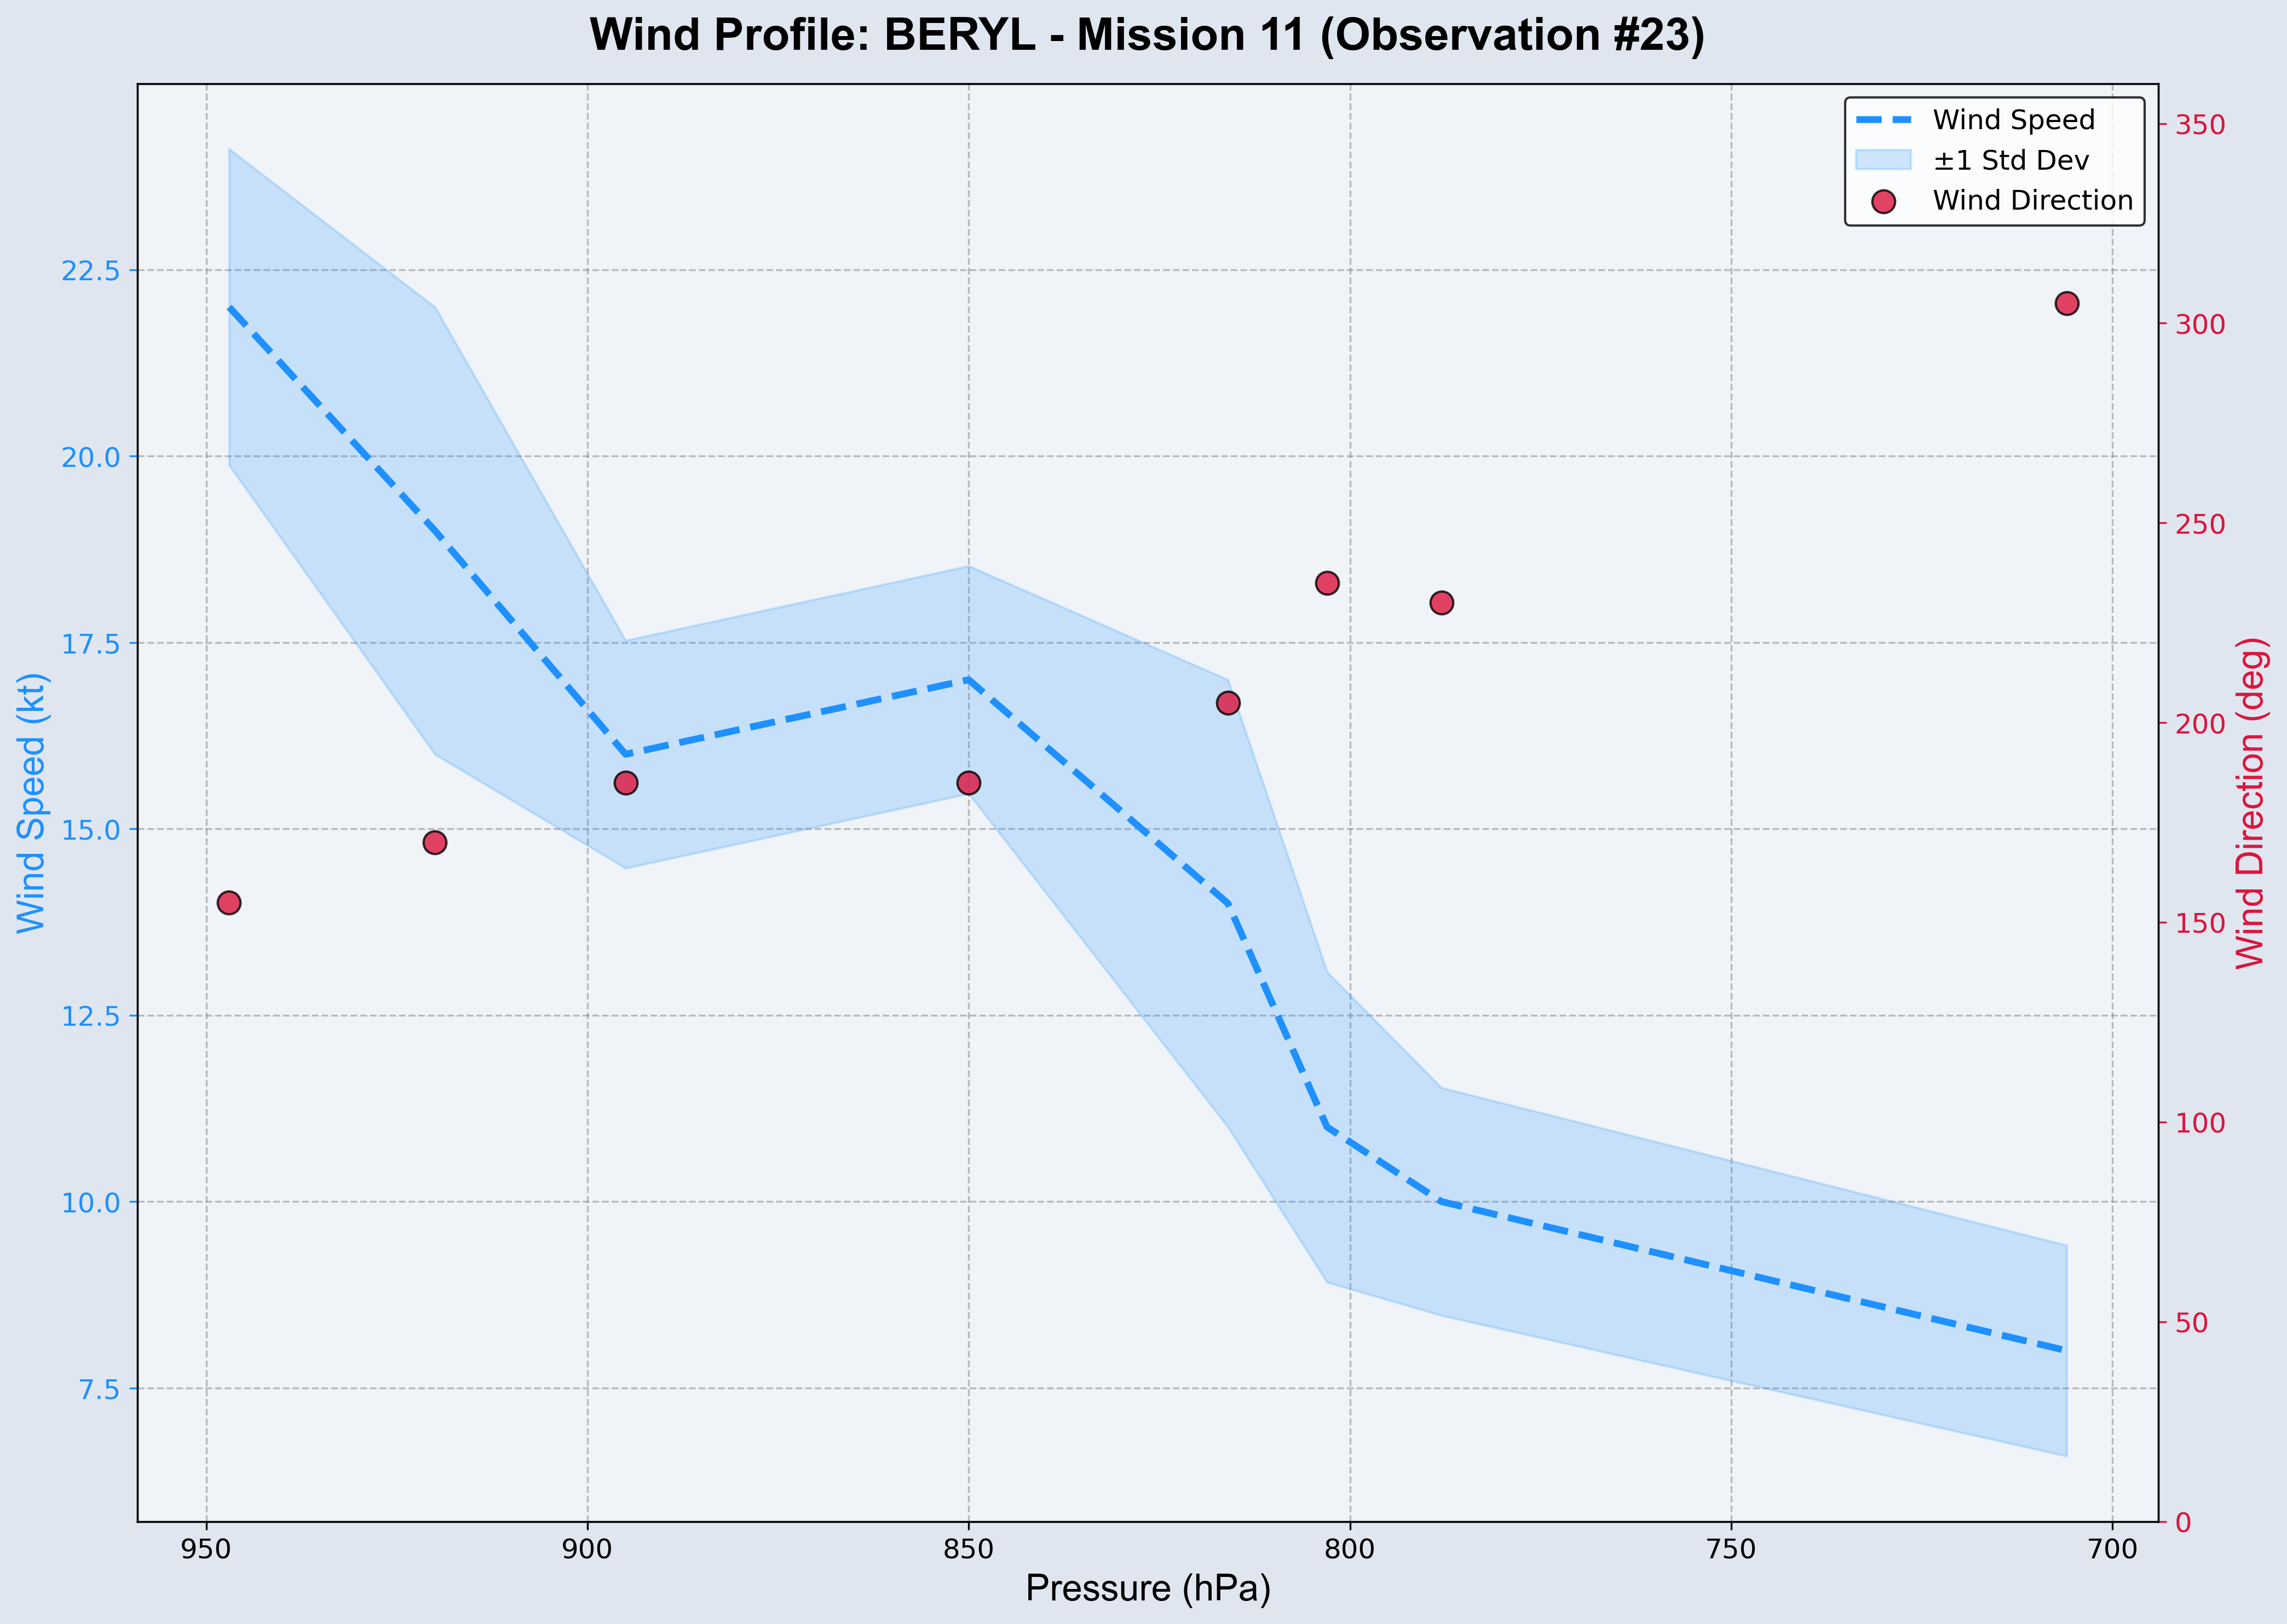 Wind Profile: BERYL - Mission 11 (Observation #23)
Wind Speed
±1 Std Dev
Wind Direction
Wind Speed (kt)
22.5
20.0
17.5
15.0
12.5
10.0
7.5
350
300
250
200
150
100
50
0
Wind Direction (deg)
950 900 850 800 750 700
Pressure (hPa)